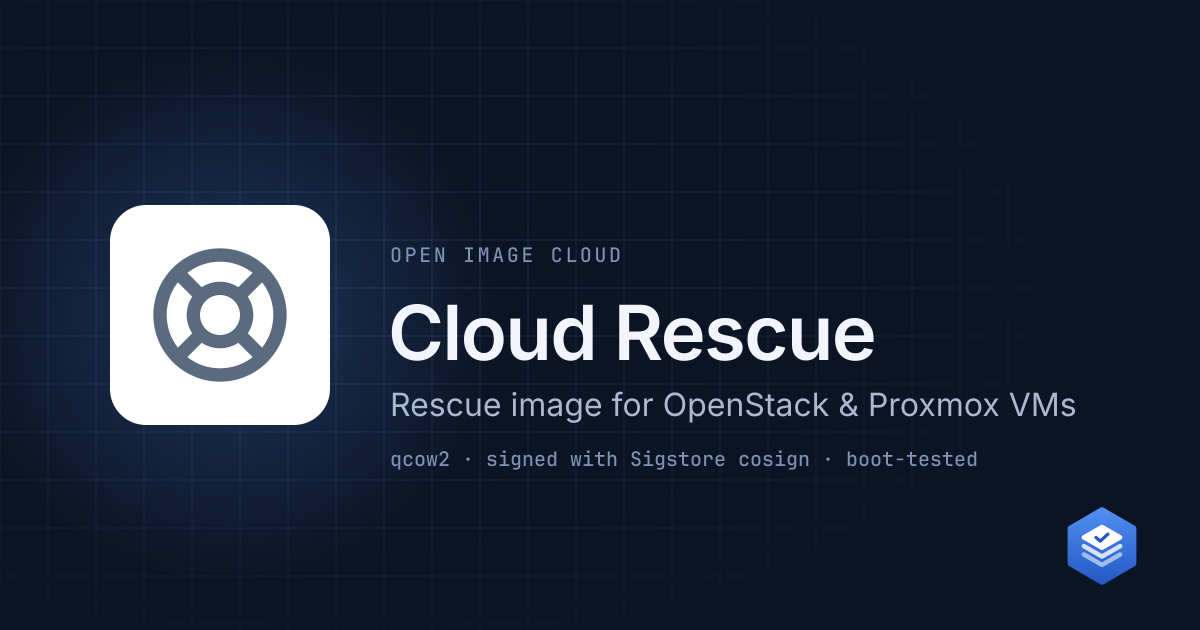 OPEN IMAGE CLOUD
Cloud Rescue
Rescue image for OpenStack & Proxmox VMs
qcow2 · signed with Sigstore cosign · boot-tested